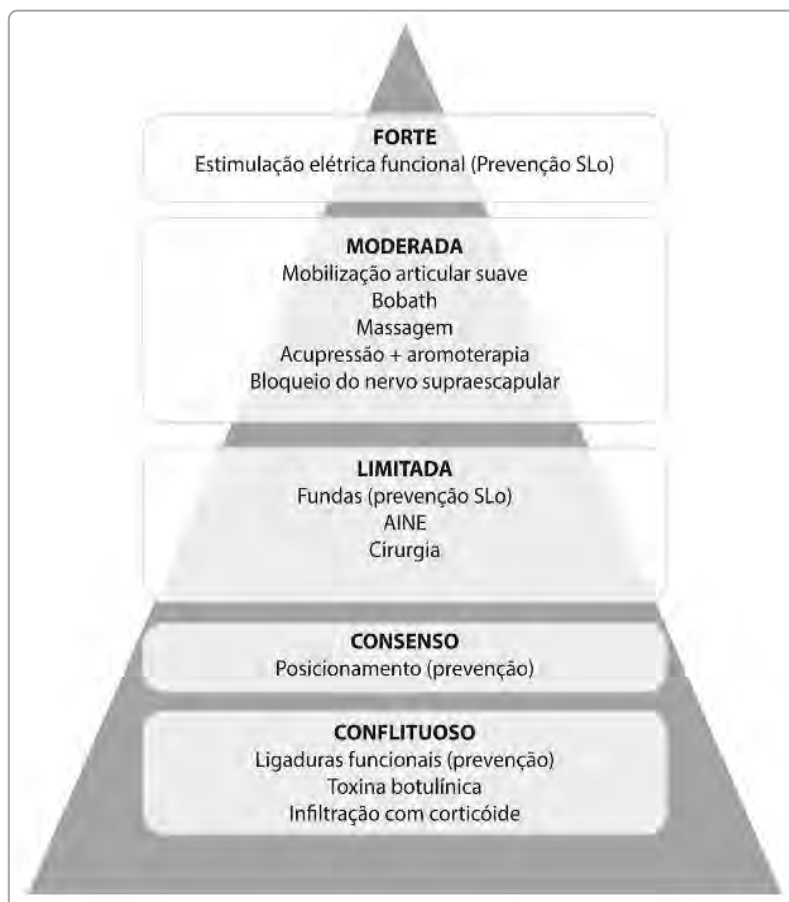 FORTE
Estimulação elétrica funcional (Prevenção SLo)
MODERADA
Mobilização articular suave
Bobath
Massagem
Acupressão + aromoterapia
Bloqueio do nervo supraescapular
LIMITADA
Fundas (prevenção SLo)
AINE
Cirurgia
CONSENSO
Posicionamento (prevenção)
CONFLITUOSO
Ligaduras funcionais (prevenção)
Toxina botulínica
Infiltração com corticóide